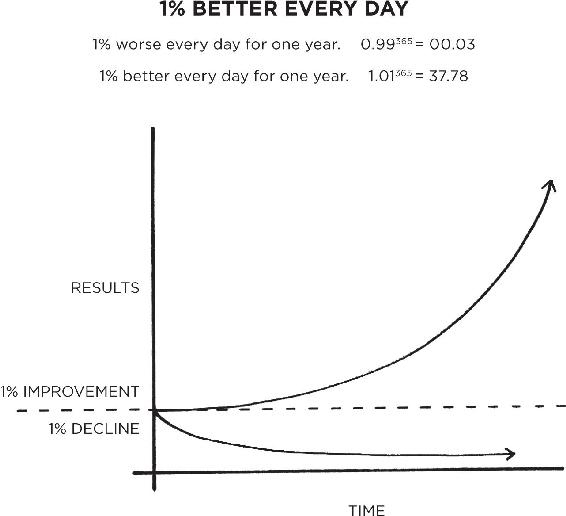 1% BETTER EVERY DAY
1% worse every day for one year. 0.99³⁶⁵ = 00.03
1% better every day for one year. 1.01³⁶⁵ = 37.78
RESULTS
1% IMPROVEMENT
1% DECLINE
TIME